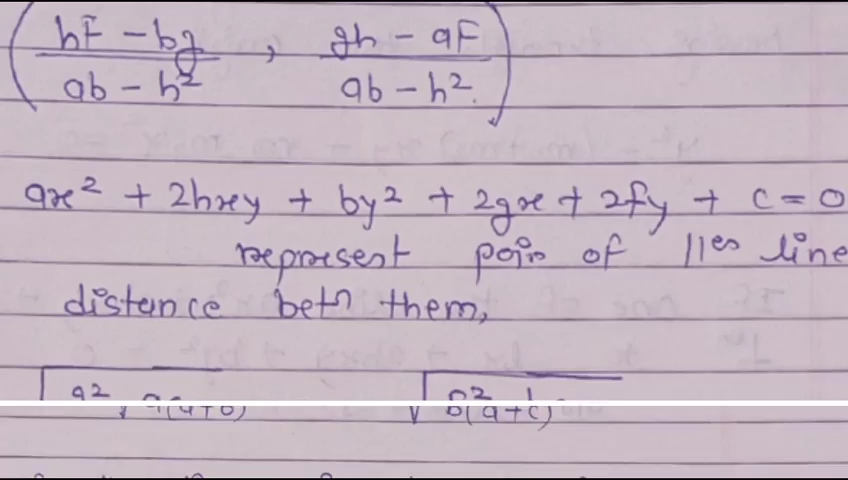 (hf - bg / ab - h², gh - af / ab - h²)
ax² + 2hxy + by² + 2gx + 2fy + c = 0
represent pair of ||es line
distance betn them,